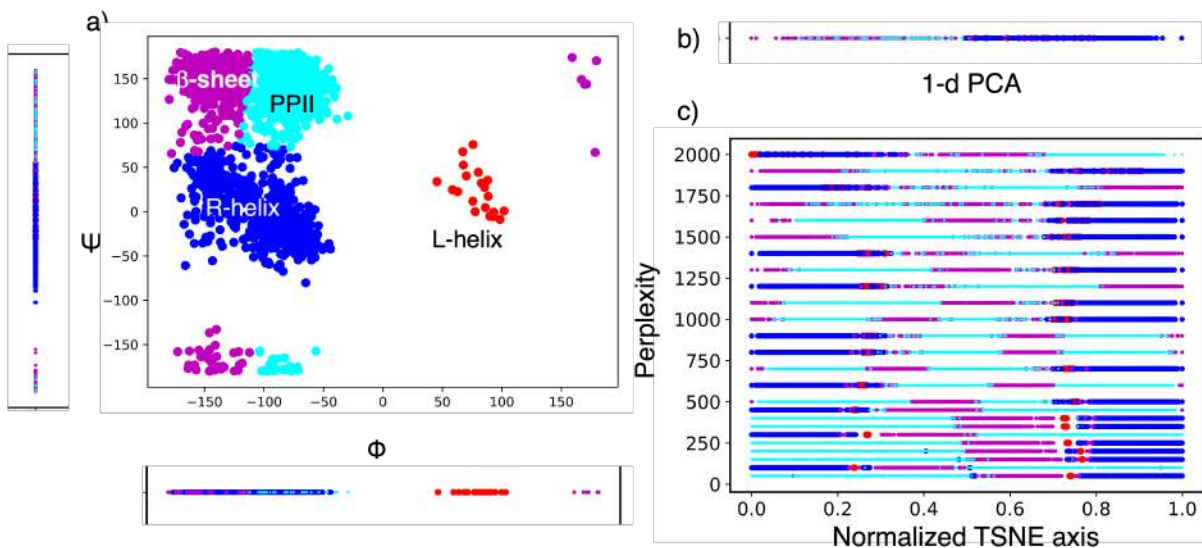 a)
150
100
50
0
−50
−100
−150
Ψ
ß-sheet
PPII
R-helix
L-helix
−150
−100
−50
0
50
100
150
Φ
b)
1-d PCA
c)
2000
1750
1500
1250
1000
750
500
250
0
Perplexity
0.0
0.2
0.4
0.6
0.8
1.0
Normalized TSNE axis